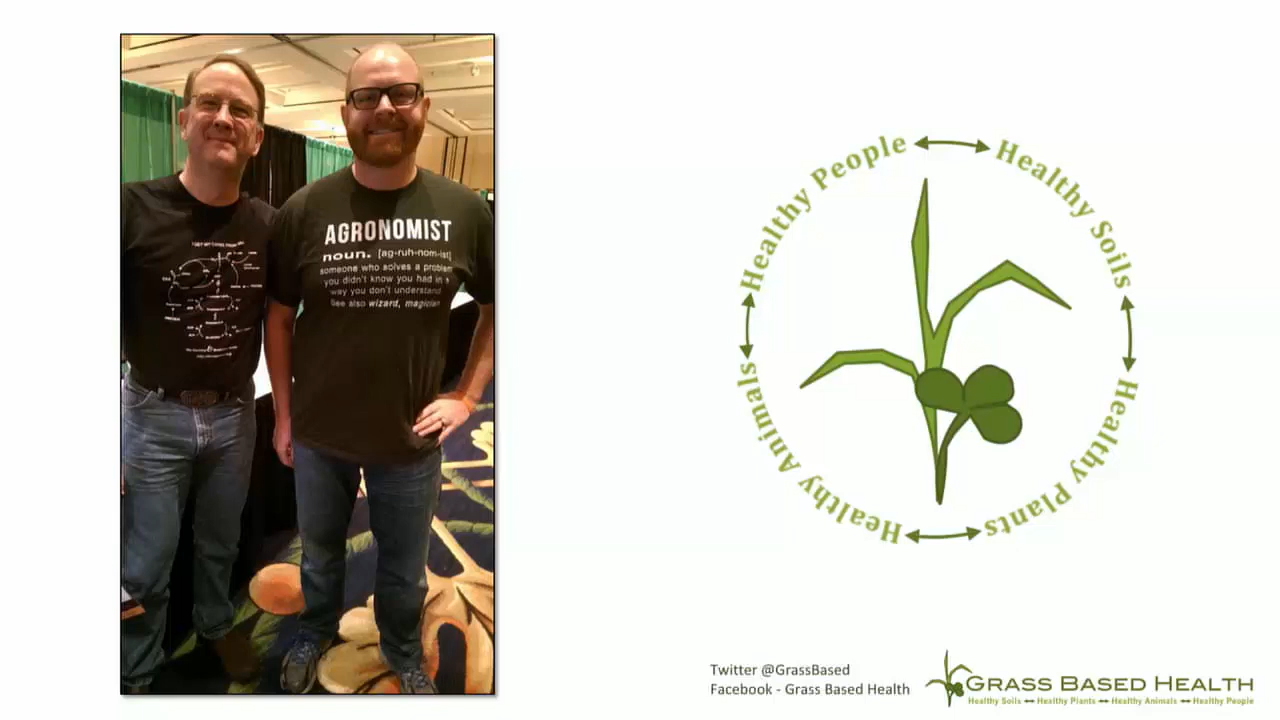 AGRONOMIST
noun. [ag-ruh-nom-ist]
someone who solves a problem
you didn't know you had in a
way you don't understand
See also wizard, magician
Healthy People
Healthy Soils
Healthy Plants
Healthy Animals
Twitter @GrassBased
Facebook - Grass Based Health
GRASS BASED HEALTH
Healthy Soils ↔ Healthy Plants ↔ Healthy Animals ↔ Healthy People